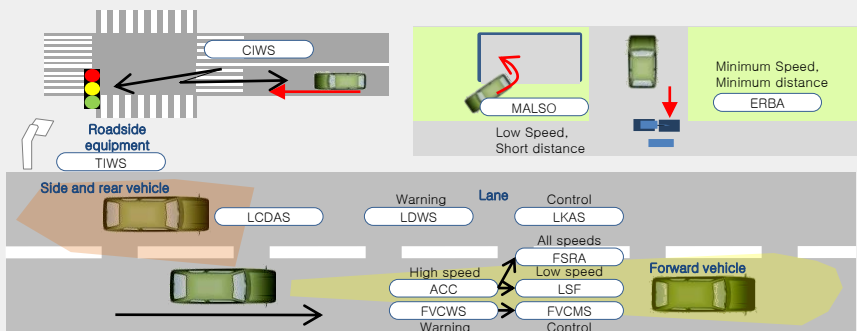 CIWS
Roadside
equipment
TIWS
MALSO
Low Speed,
Short distance
Minimum Speed,
Minimum distance
ERBA
Side and rear vehicle
LCDAS
Warning
LDWS
Lane
Control
LKAS
All speeds
FSRA
High speed
ACC
Low speed
LSF
Forward vehicle
FVCWS
Warning
FVCMS
Control